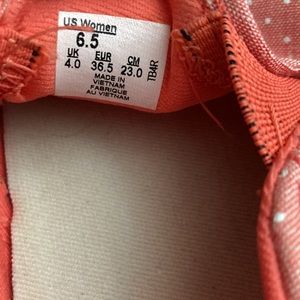 US Women
6.5
UK EUR CM
4.0 36.5 23.0
MADE IN
VIETNAM
FABRIQUE
AU VIETNAM
TB4R